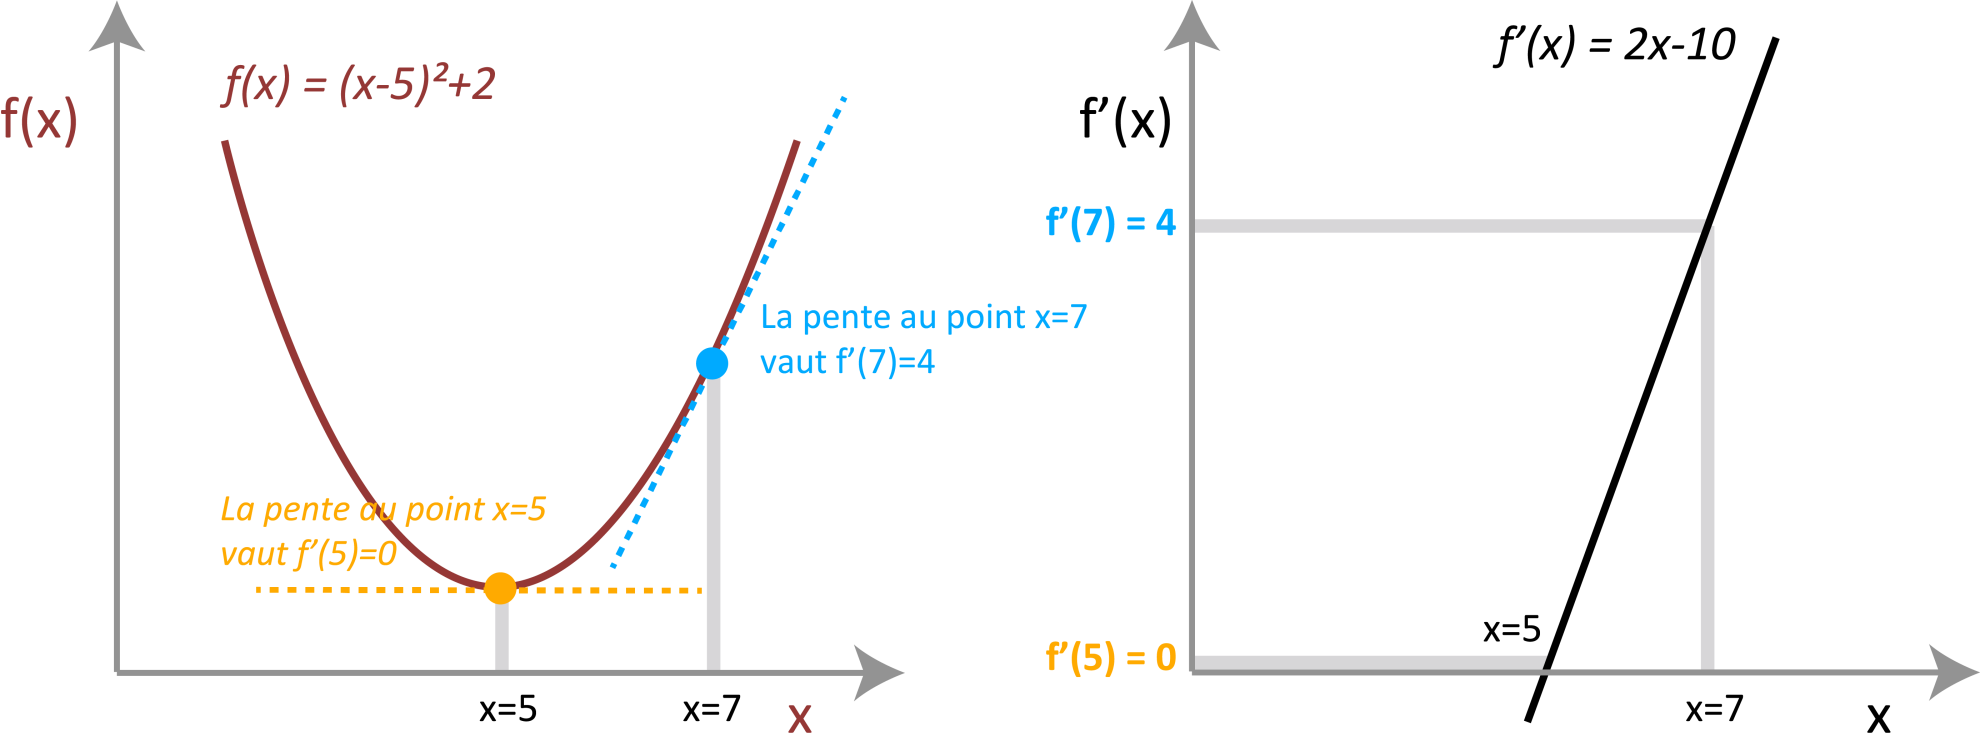 f(x) = (x-5)²+2
f(x)
La pente au point x=7
vaut f’(7)=4
La pente au point x=5
vaut f’(5)=0
x=5
x=7
x
f’(x) = 2x-10
f’(x)
f’(7) = 4
x=5
f’(5) = 0
x=7
x